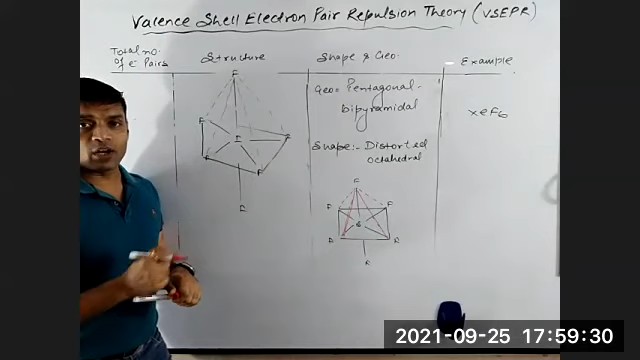 Valence Shell Electron Pair Repulsion Theory (VSEPR)
Total no.
of e⁻ Pairs
Structure
Shape & Geo.
Example
Geo = Pentagonal-
bipyramidal
Shape:- Distorted
octahedral
XeF6
F
F
F
F
F
F
F
F
2021-09-25 17:59:30